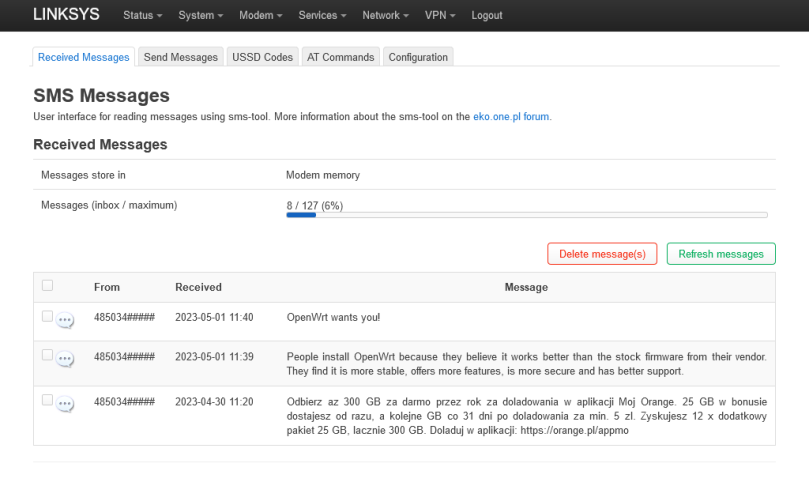 LINKSYS Status System Modem Services Network VPN Logout
Received Messages Send Messages USSD Codes AT Commands Configuration
SMS Messages
User interface for reading messages using sms-tool. More information about the sms-tool on the eko.one.pl forum.
Received Messages
Messages store in Modem memory
Messages (inbox / maximum) 8 / 127 (6%)
Delete message(s) Refresh messages
From Received Message
485034##### 2023-05-01 11:40 OpenWrt wants you!
485034##### 2023-05-01 11:39 People install OpenWrt because they believe it works better than the stock firmware from their vendor.
They find it is more stable, offers more features, is more secure and has better support.
485034##### 2023-04-30 11:20 Odbierz az 300 GB za darmo przez rok za doladowania w aplikacji Moj Orange. 25 GB w bonusie
dostajesz od razu, a kolejne GB co 31 dni po doladowania za min. 5 zl. Zyskujesz 12 x dodatkowy
pakiet 25 GB, lacznie 300 GB. Doladuj w aplikacji: https://orange.pl/appmo